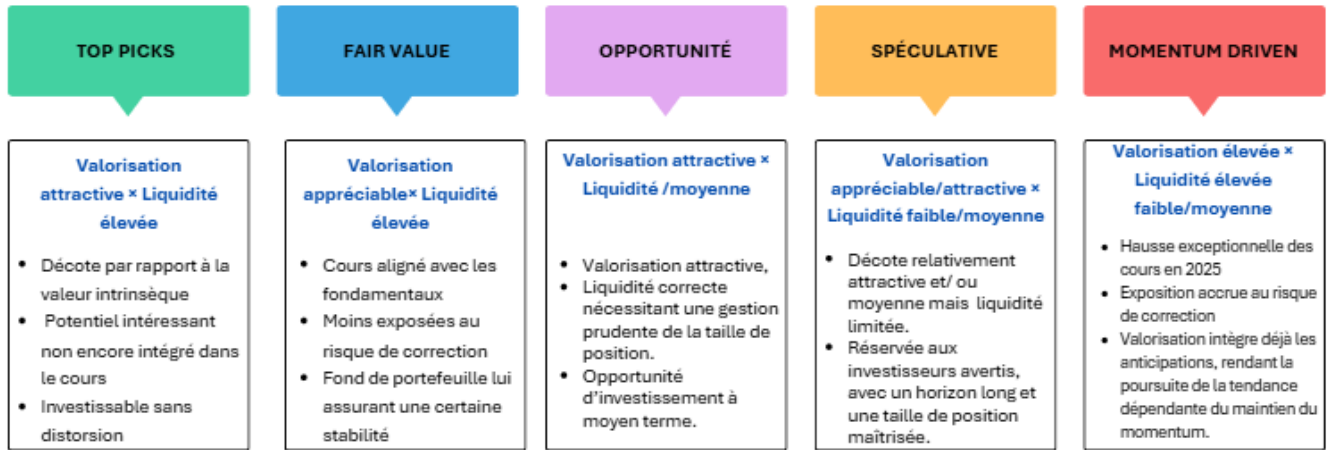 TOP PICKS
Valorisation
attractive × Liquidité
élevée
• Décote par rapport à la
valeur intrinsèque
• Potentiel intéressant
non encore intégré dans
le cours
• Investissable sans
distorsion
FAIR VALUE
Valorisation
appréciable× Liquidité
élevée
• Cours aligné avec les
fondamentaux
• Moins exposées au
risque de correction
• Fond de portefeuille lui
assurant une certaine
stabilité
OPPORTUNITÉ
Valorisation attractive ×
Liquidité /moyenne
• Valorisation attractive,
• Liquidité correcte
nécessitant une gestion
prudente de la taille de
position.
• Opportunité
d'investissement à
moyen terme.
SPÉCULATIVE
Valorisation
appréciable/attractive ×
Liquidité faible/moyenne
• Décote relativement
attractive et/ ou
moyenne mais liquidité
limitée.
• Réservée aux
investisseurs avertis,
avec un horizon long et
une taille de position
maîtrisée.
MOMENTUM DRIVEN
Valorisation élevée ×
Liquidité élevée
faible/moyenne
• Hausse exceptionnelle des
cours en 2025
• Exposition accrue au risque
de correction
• Valorisation intègre déjà les
anticipations, rendant la
poursuite de la tendance
dépendante du maintien du
momentum.